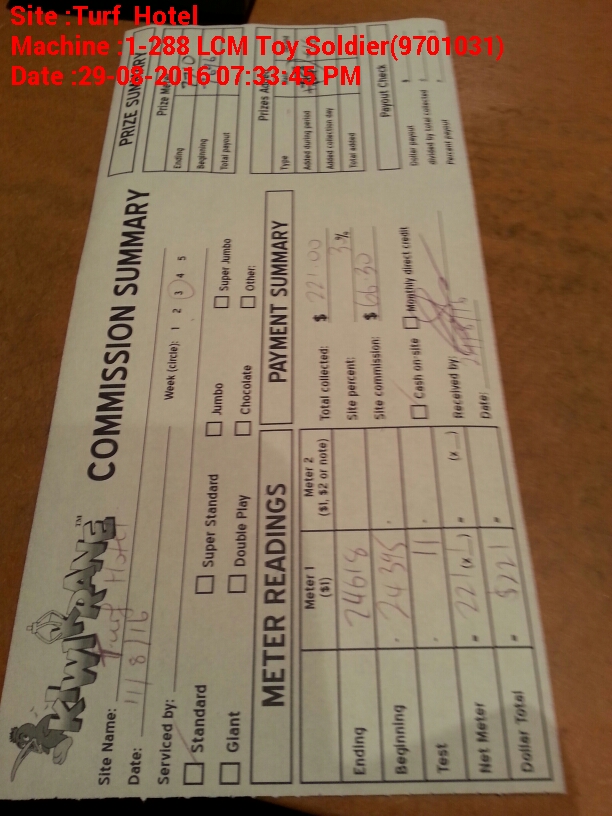 Site :Turf Hotel
Machine :1-288 LCM Toy Soldier(9701031)
Date :29-08-2016 07:33:45 PM
KIWIKRANE™
COMMISSION SUMMARY
Site Name: Turf Hotel
Date: 11/8/16
Serviced by:
Week (circle): 1 2 3 4 5
Standard
Super Standard
Jumbo
Super Jumbo
Giant
Double Play
Chocolate
Other:
METER READINGS
Meter 1 ($1)
Meter 2 ($1, $2 or note)
Ending 24618
Beginning - 24395 -
Test - 11 -
Net Meter = 221 (x ) = (x )
Dollar Total = $221 =
PAYMENT SUMMARY
Total collected: $ 221.00
Site percent: 3 %
Site commission: $ 66 30
Cash on-site
Monthly direct credit
Received by:
Date:
PRIZE SUMMARY
Prize
Ending
Beginning
Total payout
Prizes
Type
Added during period
Added collection day
Total added
Payout Check
Dollar payout $
divided by total collected
Percent payout